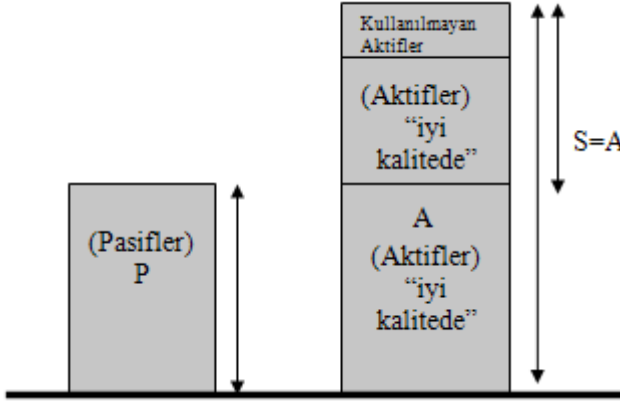 Kullanılmayan
Aktifler
(Aktifler)
“iyi
kalitede”
S=A
(Pasifler)
P
A
(Aktifler)
“iyi
kalitede”